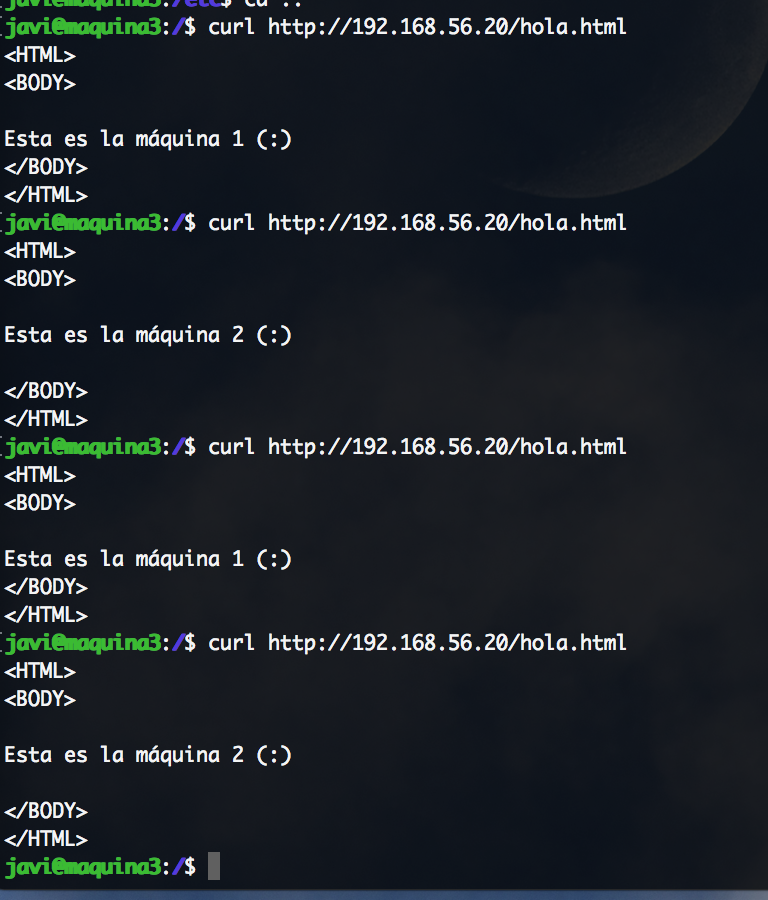 javi@maquina3:/etc$ cd ..
javi@maquina3:/$ curl http://192.168.56.20/hola.html
<HTML>
<BODY>
Esta es la máquina 1 (:)
</BODY>
</HTML>
javi@maquina3:/$ curl http://192.168.56.20/hola.html
<HTML>
<BODY>
Esta es la máquina 2 (:)
</BODY>
</HTML>
javi@maquina3:/$ curl http://192.168.56.20/hola.html
<HTML>
<BODY>
Esta es la máquina 1 (:)
</BODY>
</HTML>
javi@maquina3:/$ curl http://192.168.56.20/hola.html
<HTML>
<BODY>
Esta es la máquina 2 (:)
</BODY>
</HTML>
javi@maquina3:/$